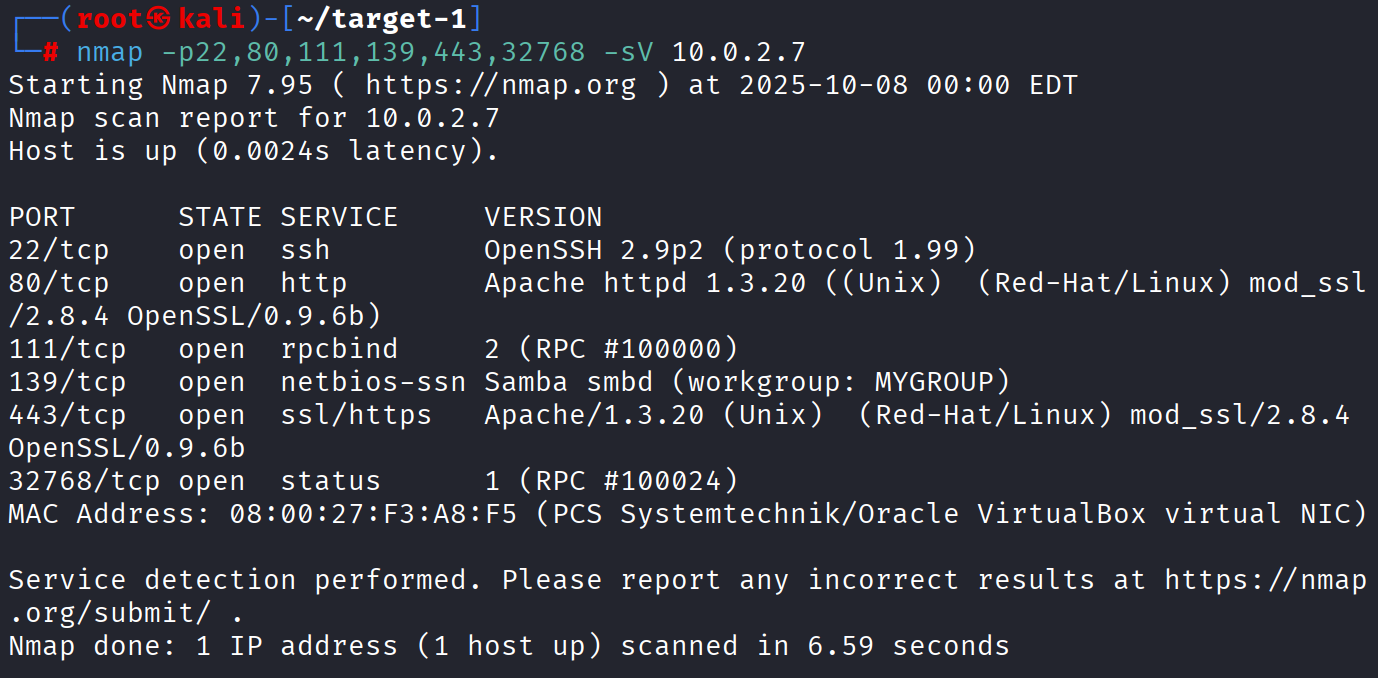 ┌──(root㉿kali)-[~/target-1]
└─# nmap -p22,80,111,139,443,32768 -sV 10.0.2.7
Starting Nmap 7.95 ( https://nmap.org ) at 2025-10-08 00:00 EDT
Nmap scan report for 10.0.2.7
Host is up (0.0024s latency).
PORT      STATE SERVICE     VERSION
22/tcp    open  ssh         OpenSSH 2.9p2 (protocol 1.99)
80/tcp    open  http        Apache httpd 1.3.20 ((Unix)  (Red-Hat/Linux) mod_ssl
/2.8.4 OpenSSL/0.9.6b)
111/tcp   open  rpcbind     2 (RPC #100000)
139/tcp   open  netbios-ssn Samba smbd (workgroup: MYGROUP)
443/tcp   open  ssl/https   Apache/1.3.20 (Unix)  (Red-Hat/Linux) mod_ssl/2.8.4
OpenSSL/0.9.6b
32768/tcp open  status      1 (RPC #100024)
MAC Address: 08:00:27:F3:A8:F5 (PCS Systemtechnik/Oracle VirtualBox virtual NIC)
Service detection performed. Please report any incorrect results at https://nmap
.org/submit/ .
Nmap done: 1 IP address (1 host up) scanned in 6.59 seconds